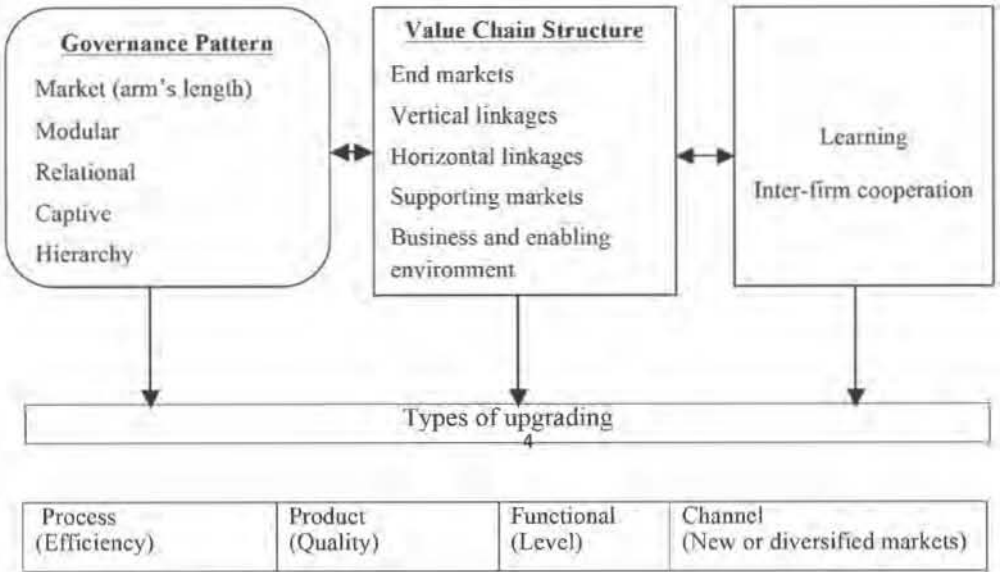 Governance Pattern
Market (arm's length)
Modular
Relational
Captive
Hierarchy
Value Chain Structure
End markets
Vertical linkages
Horizontal linkages
Supporting markets
Business and enabling
environment
Learning
Inter-firm cooperation
Types of upgrading
4
Process
(Efficiency)
Product
(Quality)
Functional
(Level)
Channel
(New or diversified markets)